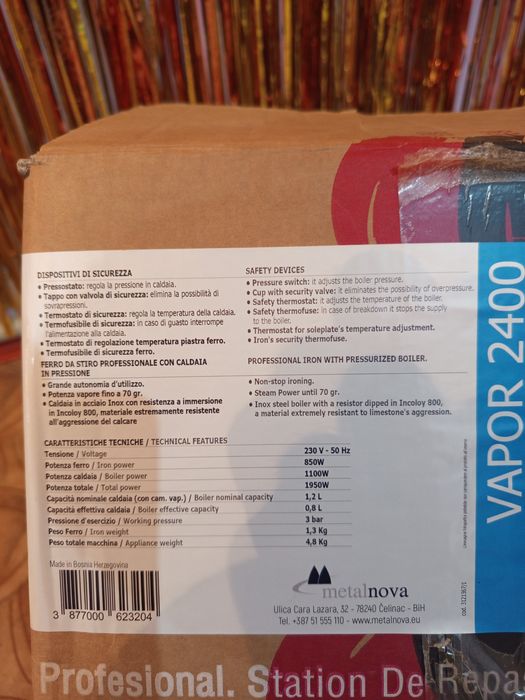 DISPOSITIVI DI SICUREZZA
• Pressostato: regola la pressione in caldaia.
• Tappo con valvola di sicurezza: elimina la possibilità di
sovrapressioni.
• Termostato di sicurezza: regola la temperatura della caldaia.
• Termofusibile di sicurezza: in caso di guasto interrompe
l'alimentazione alla caldaia.
• Termostato di regolazione temperatura piastra ferro.
• Termofusibile di sicurezza ferro.
FERRO DA STIRO PROFESSIONALE CON CALDAIA
IN PRESSIONE
• Grande autonomia d'utilizzo.
• Potenza vapore fino a 70 gr.
• Caldaia in acciaio Inox con resistenza a immersione
in Incoloy 800, materiale estremamente resistente
all'aggressione del calcare
SAFETY DEVICES
• Pressure switch: it adjusts the boiler pressure.
• Cup with security valve: it eliminates the possibility of overpressure.
• Safety thermostat: it adjusts the temperature of the boiler.
• Safety thermofuse: in case of breakdown it stops the supply
to the boiler.
• Thermostat for soleplate's temperature adjustment.
• Iron's security thermofuse.
PROFESSIONAL IRON WITH PRESSURIZED BOILER.
• Non-stop ironing.
• Steam Power until 70 gr.
• Inox steel boiler with a resistor dipped in Incoloy 800,
a material extremely resistant to limestone's aggression.
CARATTERISTICHE TECNICHE / TECHNICAL FEATURES
Tensione / Voltage 230 V - 50 Hz
Potenza ferro / Iron power 850W
Potenza caldaia / Boiler power 1100W
Potenza totale / Total power 1950W
Capacità nominale caldaia (con cam. vap.) / Boiler nominal capacity 1,2 L
Capacità effettiva caldaia / Boiler effective capacity 0,8 L
Pressione d'esercizio / Working pressure 3 bar
Peso Ferro / Iron weight 1,3 Kg
Peso totale macchina / Appliance weight 4,8 Kg
Made in Bosnia Herzegovina
3 877000 623204
metalnova
Ulica Cara Lazara, 32 - 78240 Čelinac - BiH
Tel. +387 51 555 110 - www.metalnova.eu
VAPOR 2400
Profesional. Station De Repa